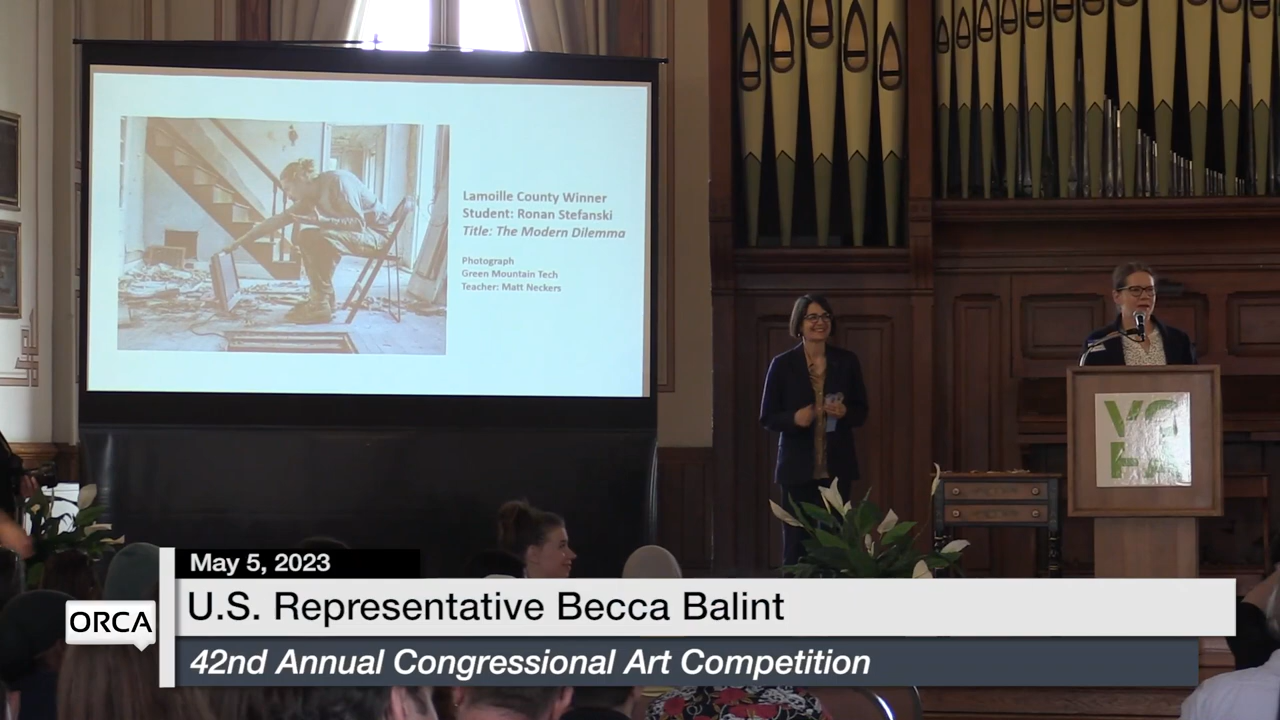 Lamoille County Winner
Student: Ronan Stefanski
Title: The Modern Dilemma
Photograph
Green Mountain Tech
Teacher: Matt Neckers
May 5, 2023
U.S. Representative Becca Balint
ORCA
42nd Annual Congressional Art Competition